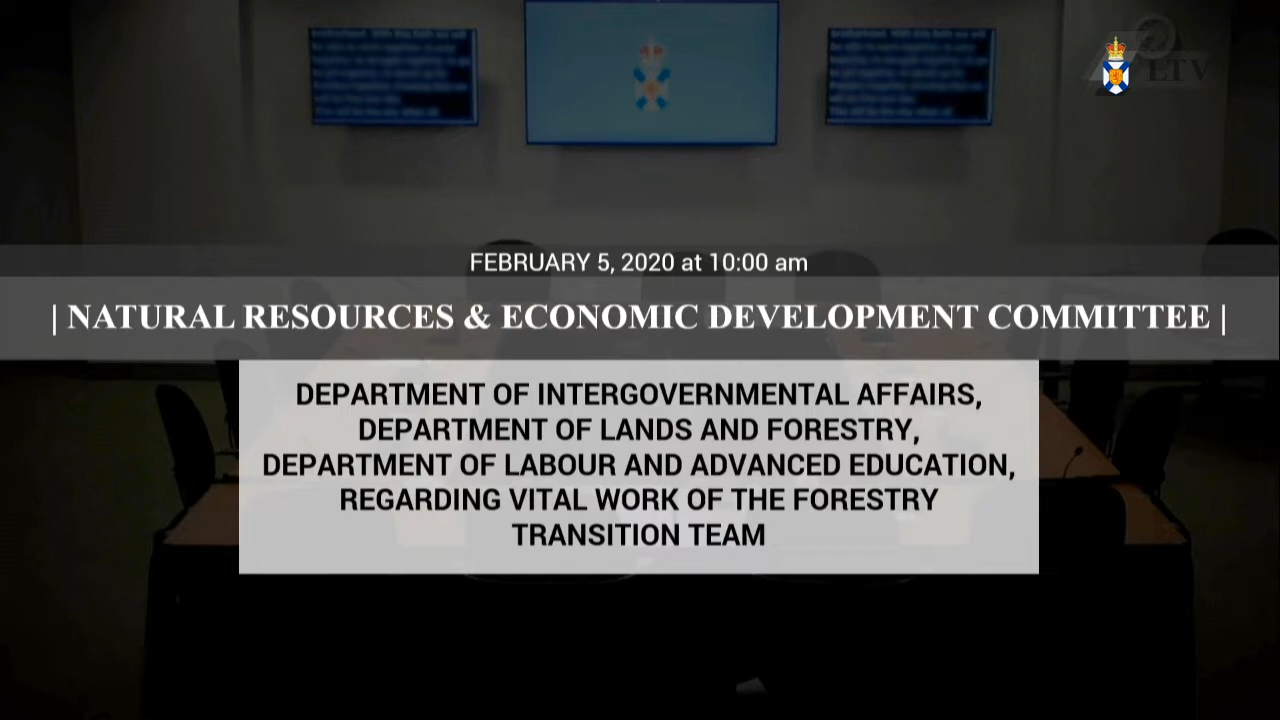 LTV
FEBRUARY 5, 2020 at 10:00 am
| NATURAL RESOURCES & ECONOMIC DEVELOPMENT COMMITTEE |
DEPARTMENT OF INTERGOVERNMENTAL AFFAIRS,
DEPARTMENT OF LANDS AND FORESTRY,
DEPARTMENT OF LABOUR AND ADVANCED EDUCATION,
REGARDING VITAL WORK OF THE FORESTRY
TRANSITION TEAM